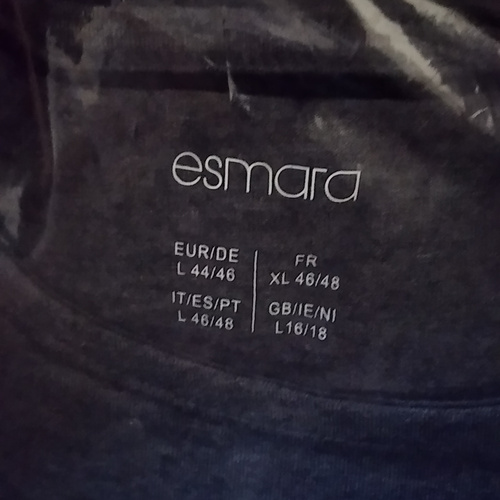 esmara
EUR/DE
L 44/46
FR
XL 46/48
IT/ES/PT
L 46/48
GB/IE/NI
L16/18